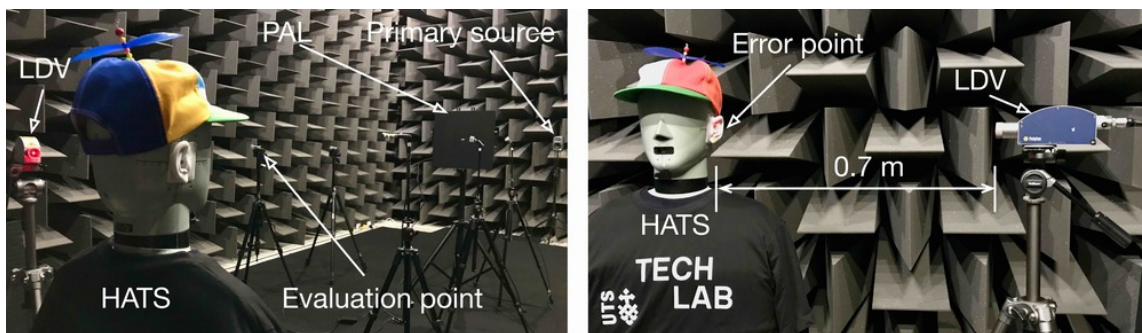 PAL
Primary source
LDV
HATS
Evaluation point
Error point
LDV
0.7 m
HATS
UTS
TECH
LAB